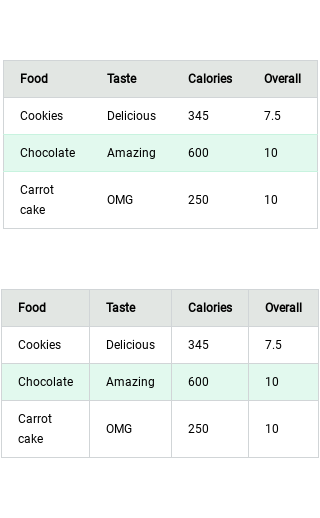 Food Taste Calories Overall
Cookies Delicious 345 7.5
Chocolate Amazing 600 10
Carrot
cake OMG 250 10
Food Taste Calories Overall
Cookies Delicious 345 7.5
Chocolate Amazing 600 10
Carrot
cake OMG 250 10